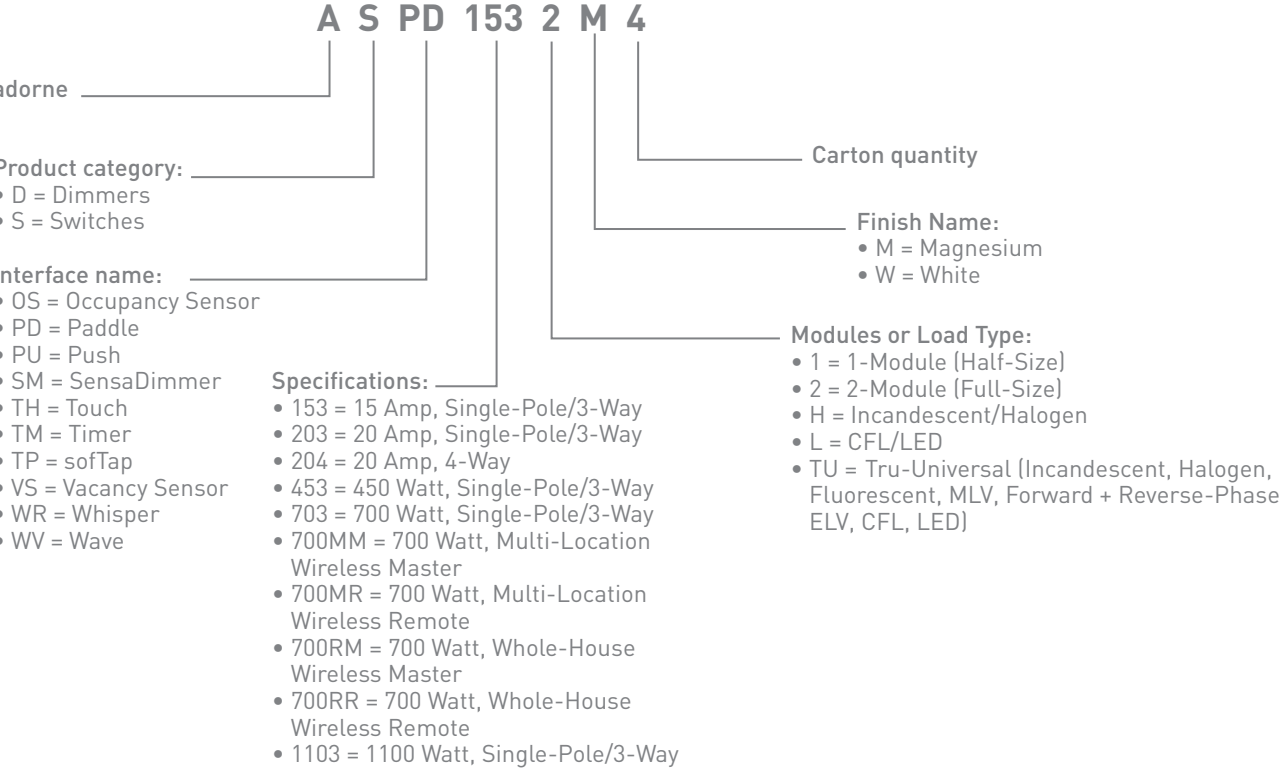 A S PD 153 2 M 4
adorne
Product category:
• D = Dimmers
• S = Switches
Interface name:
• OS = Occupancy Sensor
• PD = Paddle
• PU = Push
• SM = SensaDimmer
• TH = Touch
• TM = Timer
• TP = sofTap
• VS = Vacancy Sensor
• WR = Whisper
• WV = Wave
Specifications:
• 153 = 15 Amp, Single-Pole/3-Way
• 203 = 20 Amp, Single-Pole/3-Way
• 204 = 20 Amp, 4-Way
• 453 = 450 Watt, Single-Pole/3-Way
• 703 = 700 Watt, Single-Pole/3-Way
• 700MM = 700 Watt, Multi-Location
Wireless Master
• 700MR = 700 Watt, Multi-Location
Wireless Remote
• 700RM = 700 Watt, Whole-House
Wireless Master
• 700RR = 700 Watt, Whole-House
Wireless Remote
• 1103 = 1100 Watt, Single-Pole/3-Way
Carton quantity
Finish Name:
• M = Magnesium
• W = White
Modules or Load Type:
• 1 = 1-Module (Half-Size)
• 2 = 2-Module (Full-Size)
• H = Incandescent/Halogen
• L = CFL/LED
• TU = Tru-Universal (Incandescent, Halogen,
Fluorescent, MLV, Forward + Reverse-Phase
ELV, CFL, LED)